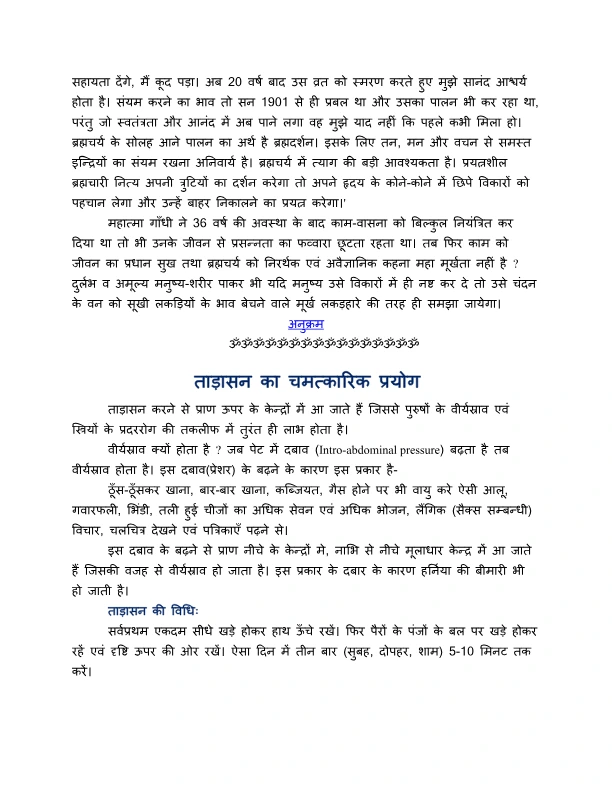 सहायता देंगे, मैं कूद पड़ा। अब 20 वर्ष बाद उस व्रत को स्मरण करते हुए मुझे सानंद आश्चर्य
होता है। संयम करने का भाव तो सन 1901 से ही प्रबल था और उसका पालन भी कर रहा था,
परंतु जो स्वतंत्रता और आनंद में अब पाने लगा वह मुझे याद नहीं कि पहले कभी मिला हो।
ब्रह्मचर्य के सोलह आने पालन का अर्थ है ब्रह्मदर्शन। इसके लिए तन, मन और वचन से समस्त
इन्द्रियों का संयम रखना अनिवार्य है। ब्रह्मचर्य में त्याग की बड़ी आवश्यकता है। प्रयत्नशील
ब्रह्मचारी नित्य अपनी त्रुटियों का दर्शन करेगा तो अपने हृदय के कोने-कोने में छिपे विकारों को
पहचान लेगा और उन्हें बाहर निकालने का प्रयत्न करेगा।'
महात्मा गाँधी ने 36 वर्ष की अवस्था के बाद काम-वासना को बिल्कुल नियंत्रित कर
दिया था तो भी उनके जीवन से प्रसन्नता का फव्वारा छूटता रहता था। तब फिर काम को
जीवन का प्रधान सुख तथा ब्रह्मचर्य को निरर्थक एवं अवैज्ञानिक कहना महा मूर्खता नहीं है ?
दुर्लभ व अमूल्य मनुष्य-शरीर पाकर भी यदि मनुष्य उसे विकारों में ही नष्ट कर दे तो उसे चंदन
के वन को सूखी लकड़ियों के भाव बेचने वाले मूर्ख लकड़हारे की तरह ही समझा जायेगा।
अनुक्रम
ॐॐॐॐॐॐॐॐॐॐॐॐॐॐॐॐ
ताड़ासन का चमत्कारिक प्रयोग
ताड़ासन करने से प्राण ऊपर के केन्द्रों में आ जाते हैं जिससे पुरुषों के वीर्यस्राव एवं
स्त्रियों के प्रदररोग की तकलीफ में तुरंत ही लाभ होता है।
वीर्यस्राव क्यों होता है ? जब पेट में दबाव (Intro-abdominal pressure) बढ़ता है तब
वीर्यस्राव होता है। इस दबाव(प्रेशर) के बढ़ने के कारण इस प्रकार है-
ठूँस-ठूँसकर खाना, बार-बार खाना, कब्जियत, गैस होने पर भी वायु करे ऐसी आलू,
गवारफली, भिंडी, तली हुई चीजों का अधिक सेवन एवं अधिक भोजन, लैंगिक (सैक्स सम्बन्धी)
विचार, चलचित्र देखने एवं पत्रिकाएँ पढ़ने से।
इस दबाव के बढ़ने से प्राण नीचे के केन्द्रों मे, नाभि से नीचे मूलाधार केन्द्र में आ जाते
हैं जिसकी वजह से वीर्यस्राव हो जाता है। इस प्रकार के दबार के कारण हर्निया की बीमारी भी
हो जाती है।
ताड़ासन की विधिः
सर्वप्रथम एकदम सीधे खड़े होकर हाथ ऊँचे रखें। फिर पैरों के पंजों के बल पर खड़े होकर
रहें एवं दृष्टि ऊपर की ओर रखें। ऐसा दिन में तीन बार (सुबह, दोपहर, शाम) 5-10 मिनट तक
करें।